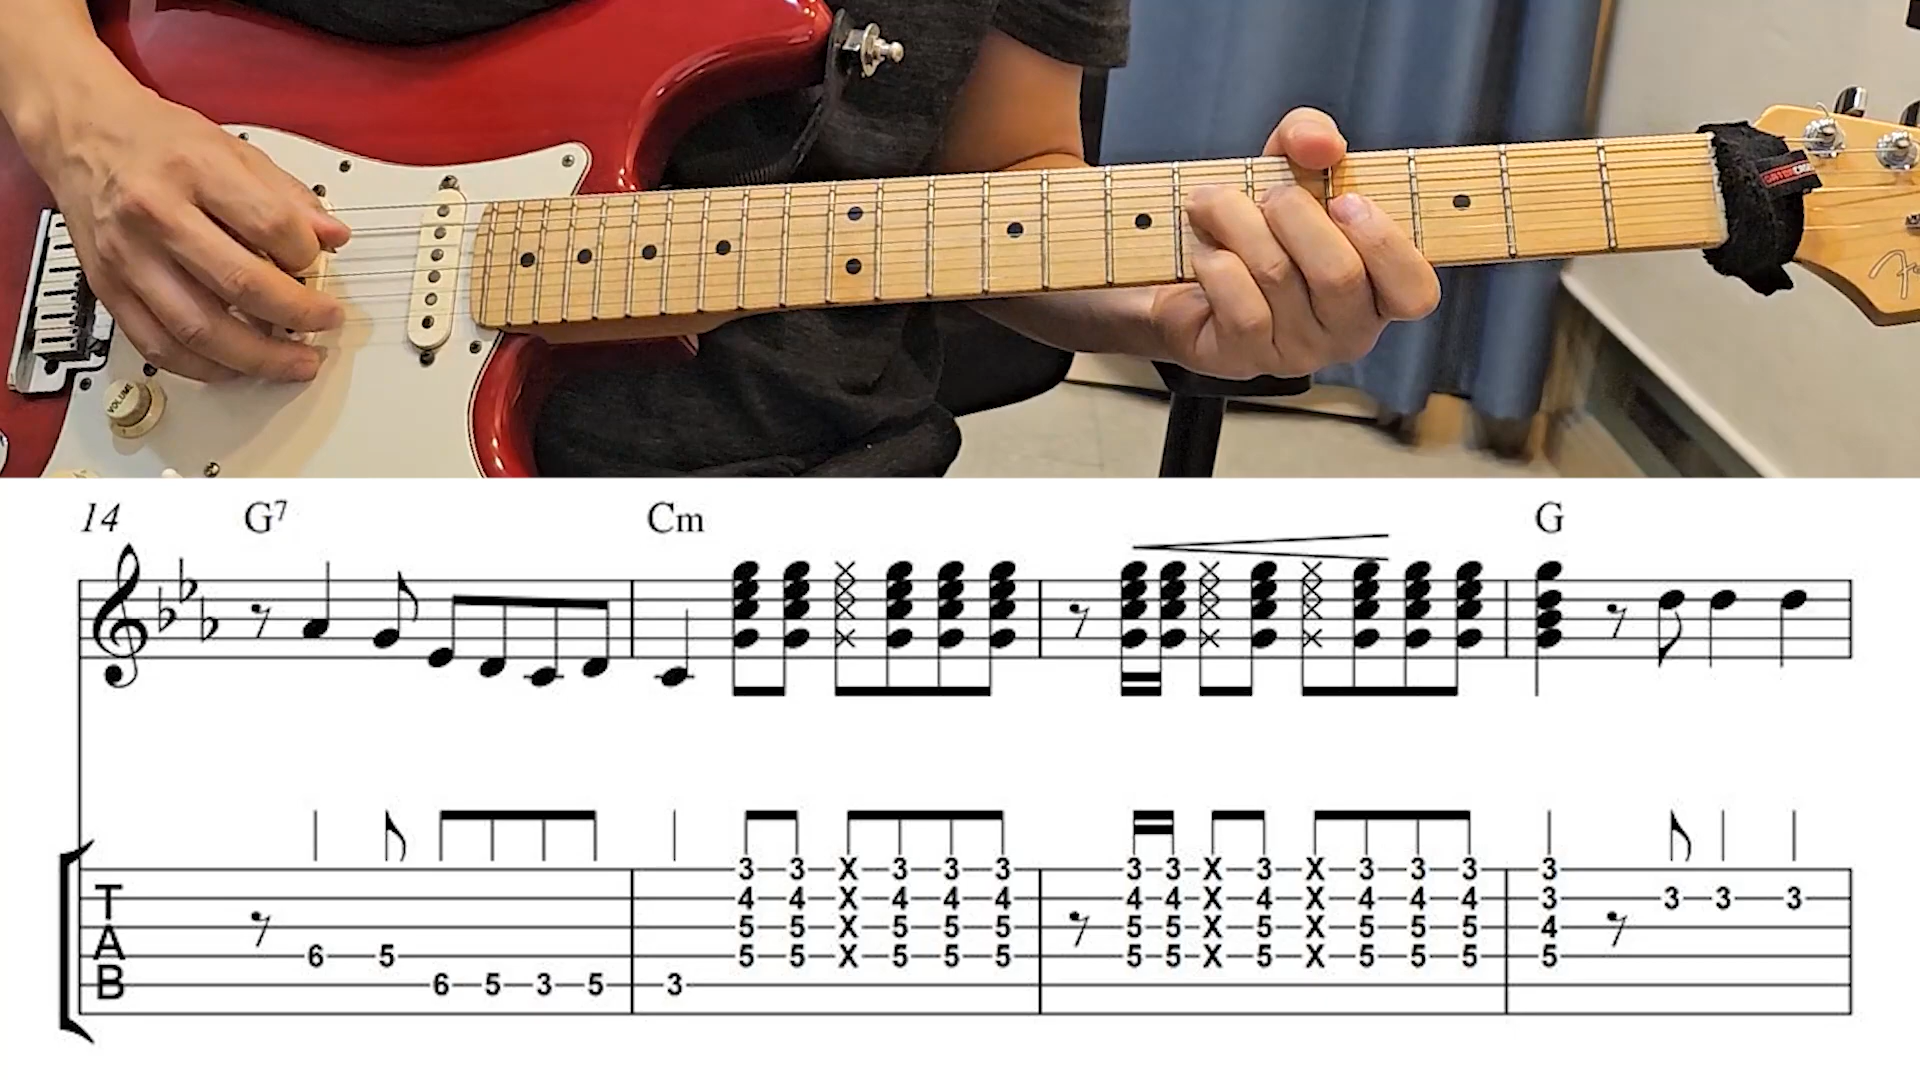 VOLUME
14 G7 Cm G
T 3 3 X 3 3 3 3 3 X 3 X 3 3 3 3
A 4 4 X 4 4 4 4 4 X 4 X 4 4 4 3 3 3 3
B 5 5 X 5 5 5 5 5 X 5 X 5 5 5 4
6 5 5 5 X 5 5 5 5 5 X 5 X 5 5 5 5
6 5 3 5 3